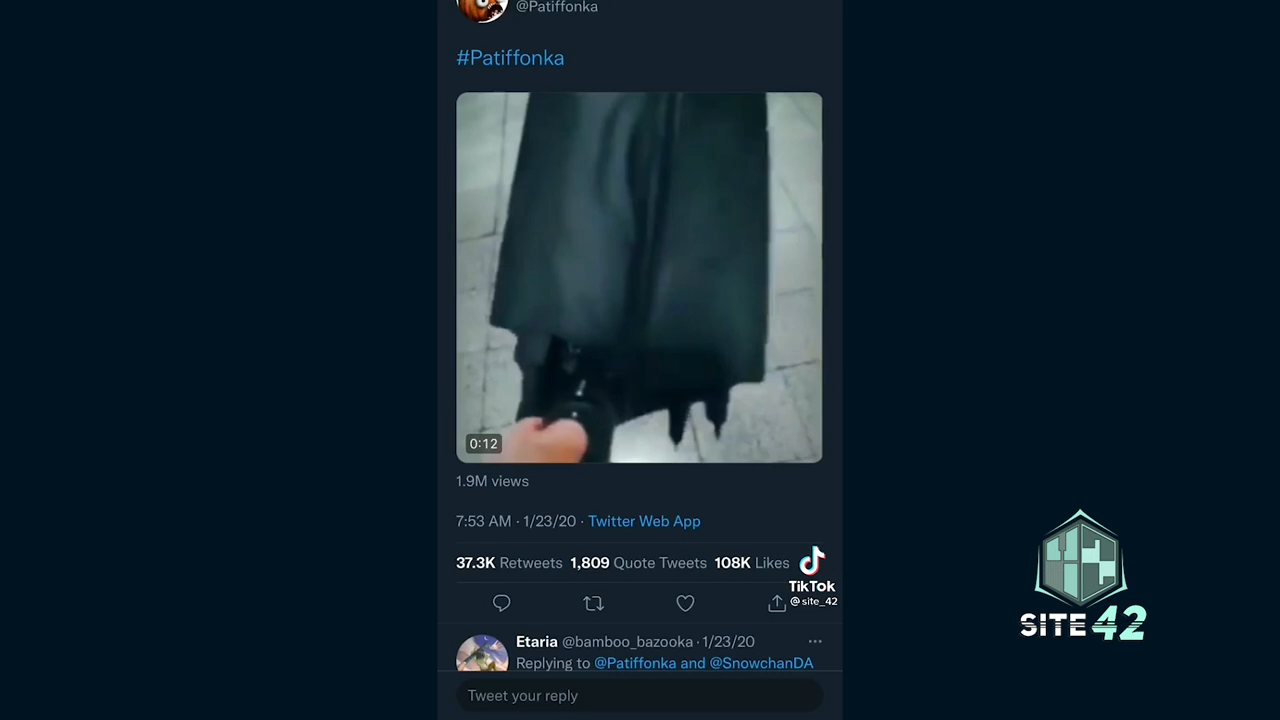 @Patiffonka
#Patiffonka
0:12
1.9M views
7:53 AM · 1/23/20 · Twitter Web App
37.3K Retweets 1,809 Quote Tweets 108K Likes
TikTok
@site_42
Etaria @bamboo_bazooka · 1/23/20
Replying to @Patiffonka and @SnowchanDA
Tweet your reply
SITE 42